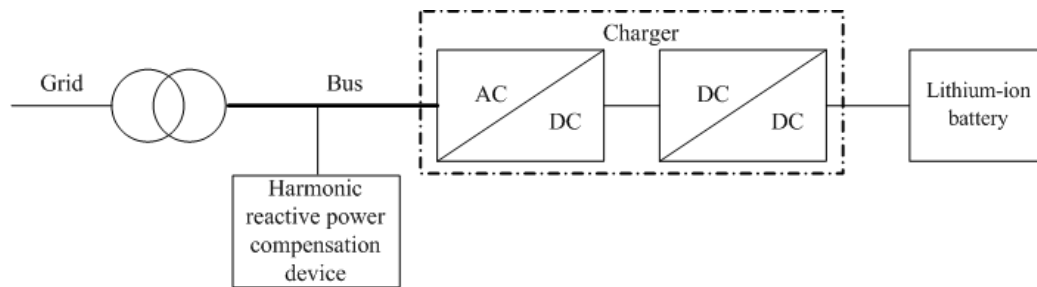 Charger
Grid
Bus
AC
DC
DC
DC
Lithium-ion
battery
Harmonic
reactive power
compensation
device